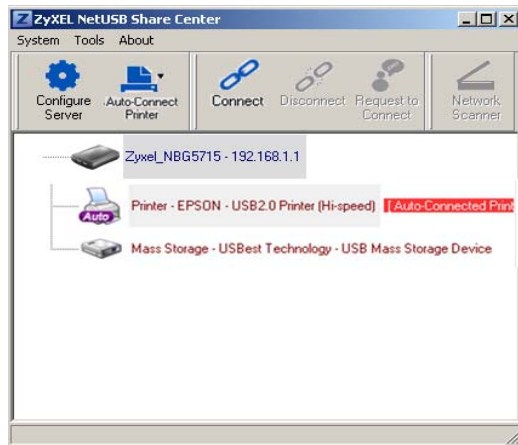 ZyXEL NetUSB Share Center
System Tools About
Configure Server
Auto-Connect Printer
Connect
Disconnect
Request to Connect
Network Scanner
Zyxel_NBG5715 - 192.168.1.1
Auto
Printer - EPSON - USB2.0 Printer (Hi-speed) [ Auto-Connected Print
Mass Storage - USBest Technology - USB Mass Storage Device